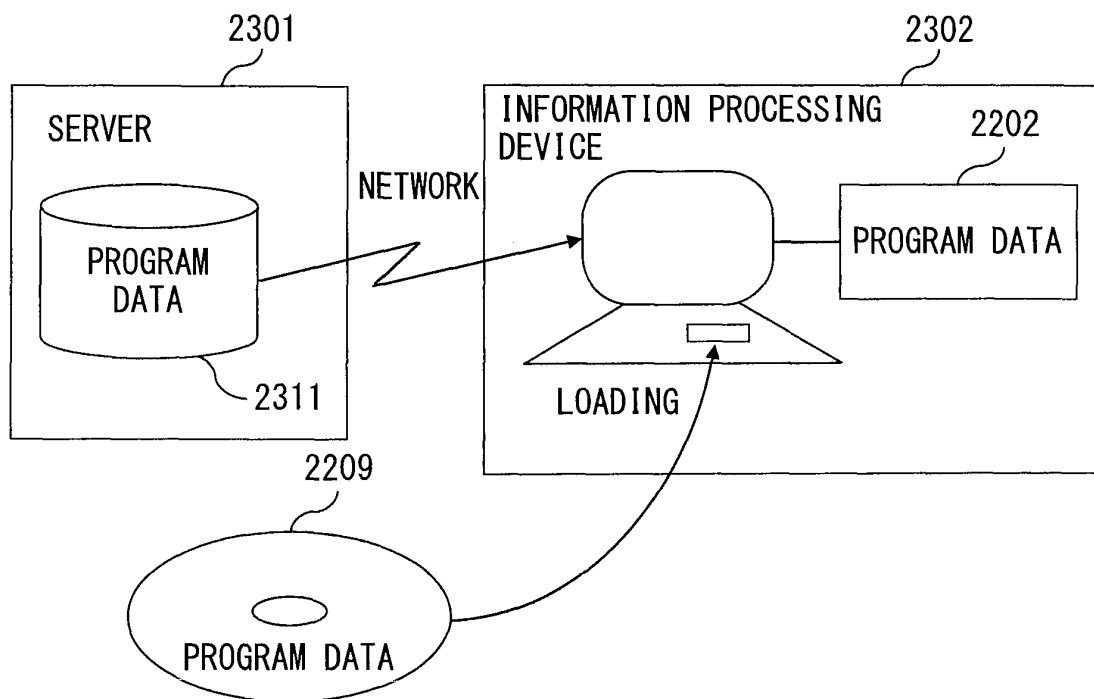 2301
2302
SERVER
INFORMATION PROCESSING
DEVICE
2202
NETWORK
PROGRAM
DATA
PROGRAM DATA
2311
LOADING
2209
PROGRAM DATA